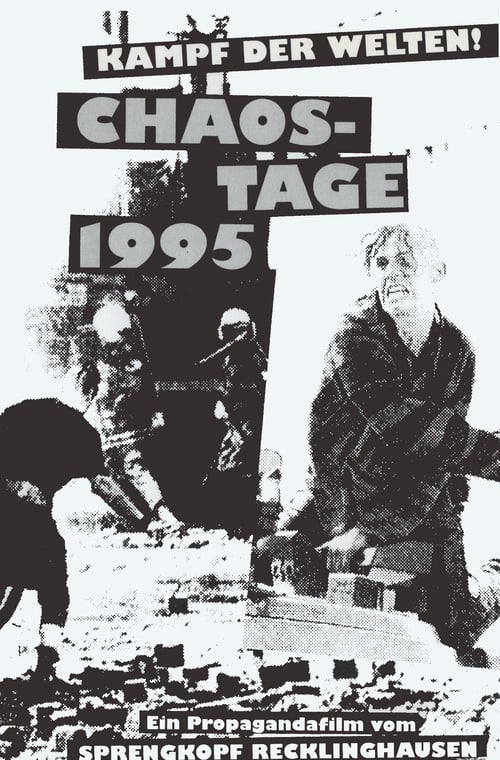 KAMPF DER WELTEN!
CHAOS-
TAGE
1995
Ein Propagandafilm vom
SPRENGKOPF RECKLINGHAUSEN